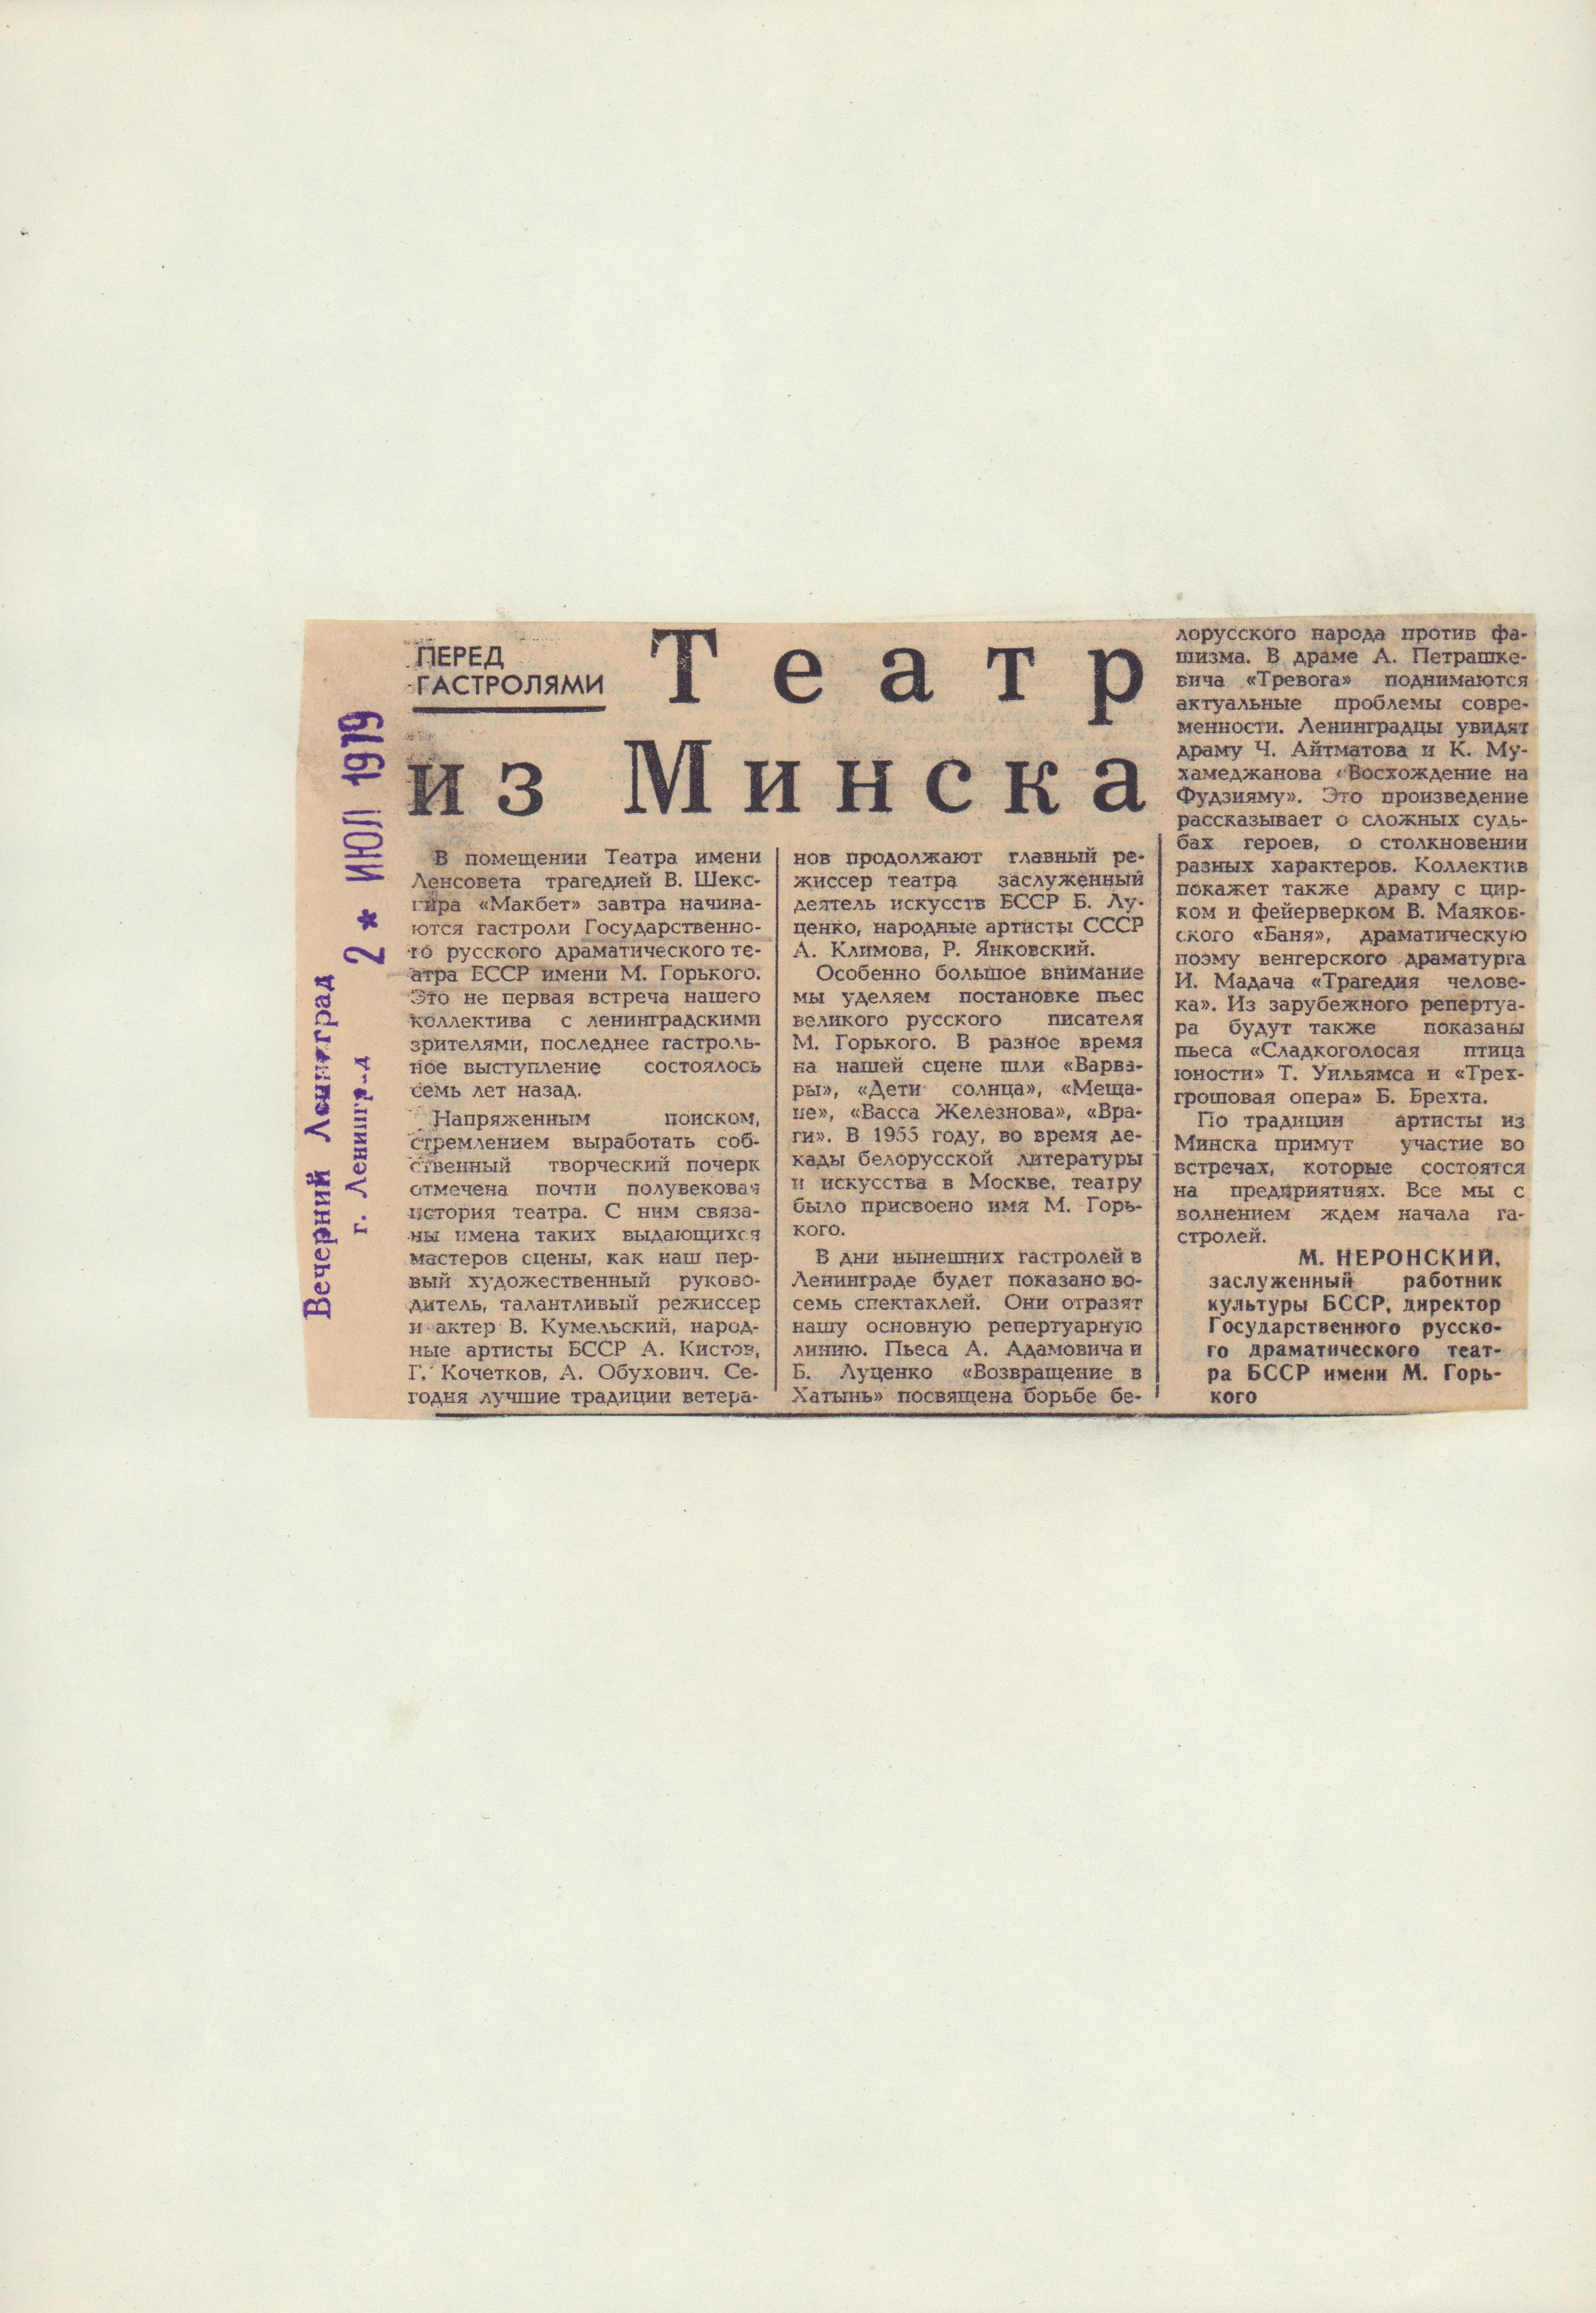 Вечерний Ленинград
г. Ленинград
2 * ИЮЛ 1979
ПЕРЕД
ГАСТРОЛЯМИ
Театр
из Минска
В помещении Театра имени
Ленсовета трагедией В. Шекс-
пира «Макбет» завтра начина-
ются гастроли Государственно-
го русского драматического те-
атра БССР имени М. Горького.
Это не первая встреча нашего
коллектива с ленинградскими
зрителями, последнее гастроль-
ное выступление состоялось
семь лет назад.
Напряженным поиском,
стремлением выработать соб-
ственный творческий почерк
отмечена почти полувековая
история театра. С ним связа-
ны имена таких выдающихся
мастеров сцены, как наш пер-
вый художественный руково-
дитель, талантливый режиссер
и актер В. Кумельский, народ-
ные артисты БССР А. Кистов,
Г. Кочетков, А. Обухович. Се-
годня лучшие традиции ветера-
нов продолжают главный ре-
жиссер театра заслуженный
деятель искусств БССР Б. Лу-
ценко, народные артисты СССР
А. Климова, Р. Янковский.
Особенно большое внимание
мы уделяем постановке пьес
великого русского писателя
М. Горького. В разное время
на нашей сцене шли «Варва-
ры», «Дети солнца», «Меща-
не», «Васса Железнова», «Вра-
ги». В 1955 году, во время де-
кады белорусской литературы
и искусства в Москве, театру
было присвоено имя М. Горь-
кого.
В дни нынешних гастролей в
Ленинграде будет показано во-
семь спектаклей. Они отразят
нашу основную репертуарную
линию. Пьеса А. Адамовича и
Б. Луценко «Возвращение в
Хатынь» посвящена борьбе бе-
лорусского народа против фа-
шизма. В драме А. Петрашке-
вича «Тревога» поднимаются
актуальные проблемы совре-
менности. Ленинградцы увидят
драму Ч. Айтматова и К. Му-
хамеджанова «Восхождение на
Фудзияму». Это произведение
рассказывает о сложных судь-
бах героев, о столкновении
разных характеров. Коллектив
покажет также драму с цир-
ком и фейерверком В. Маяков-
ского «Баня», драматическую
поэму венгерского драматурга
И. Мадача «Трагедия челове-
ка». Из зарубежного репертуа-
ра будут также показаны
пьеса «Сладкоголосая птица
юности» Т. Уильямса и «Трех-
грошовая опера» Б. Брехта.
По традиции артисты из
Минска примут участие во
встречах, которые состоятся
на предприятиях. Все мы с
волнением ждем начала га-
стролей.
М. НЕРОНСКИЙ,
заслуженный работник
культуры БССР, директор
Государственного русско-
го драматического теат-
ра БССР имени М. Горь-
кого